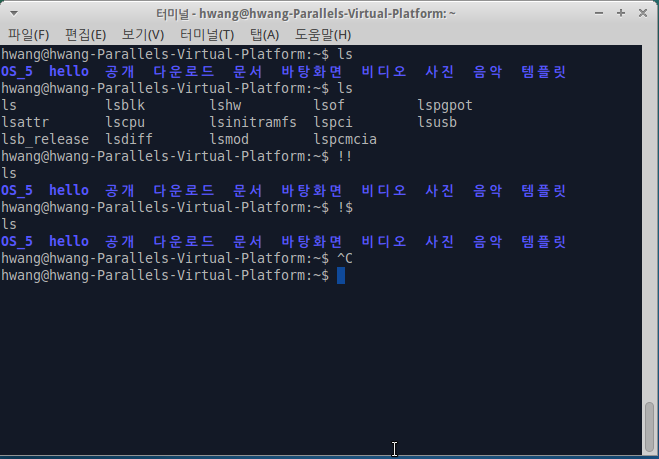 터미널 - hwang@hwang-Parallels-Virtual-Platform: ~
파일(F) 편집(E) 보기(V) 터미널(T) 탭(A) 도움말(H)
hwang@hwang-Parallels-Virtual-Platform:~$ ls
OS_5 hello 공개 다운로드 문서 바탕화면 비디오 사진 음악 템플릿
hwang@hwang-Parallels-Virtual-Platform:~$ ls
ls lsblk lshw lsof lspgpot
lsattr lscpu lsinitramfs lspci lsusb
lsb_release lsdiff lsmod lspcmcia
hwang@hwang-Parallels-Virtual-Platform:~$ !!
ls
OS_5 hello 공개 다운로드 문서 바탕화면 비디오 사진 음악 템플릿
hwang@hwang-Parallels-Virtual-Platform:~$ !$
ls
OS_5 hello 공개 다운로드 문서 바탕화면 비디오 사진 음악 템플릿
hwang@hwang-Parallels-Virtual-Platform:~$ ^C
hwang@hwang-Parallels-Virtual-Platform:~$